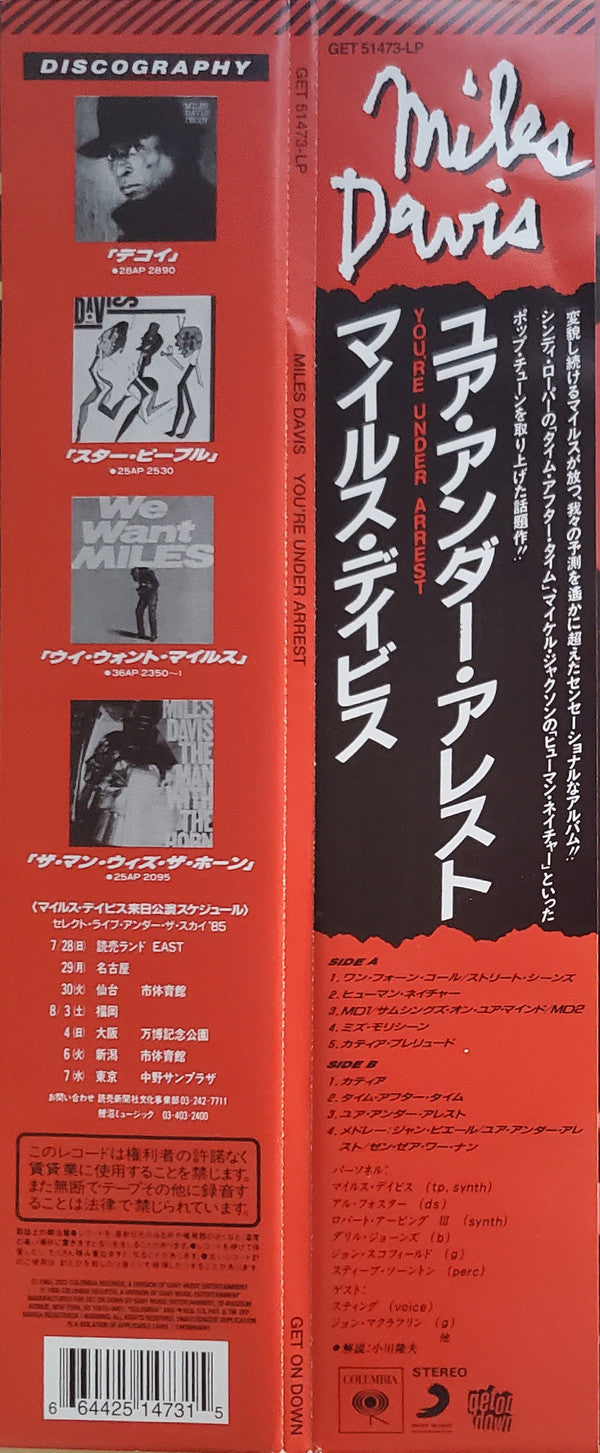 DISCOGRAPHY
MILES
DAVIS
DECOY
「デコイ」
●28AP 2890
DAVIS
「スター・ピープル」
●25AP 2530
We
Want
MILES
「ウイ・ウォント・マイルス」
●36AP 2350〜1
MILES
DAVIS
THE
MAN
WITH
THE
HORN
「ザ・マン・ウィズ・ザ・ホーン」
●25AP 2095
〈マイルス・デイビス来日公演スケジュール〉
セレクト・ライブ・アンダー・ザ・スカイ'85
7/28(日) 読売ランド EAST
29(月) 名古屋
30(火) 仙台 市体育館
8/3(土) 福岡
4(日) 大阪 万博記念公園
6(火) 新潟 市体育館
7(水) 東京 中野サンプラザ
お問い合わせ 読売新聞社文化事業部 03-242-7711
鯉沼ミュージック 03-403-2400
このレコードは権利者の許諾なく
賃貸業に使用することを禁じます。
また無断でテープその他に録音す
ることは法律で禁じられています。
6 64425 14731 5
GET 51473-LP
MILES DAVIS YOU'RE UNDER ARREST
GET ON DOWN
GET 51473-LP
Miles
Davis
変貌し続けるマイルスが放つ、我々の予測を遥かに超えたセンセーショナルなアルバム!!
シンディ・ローパーの「タイム・アフター・タイム」、マイケル・ジャクソンの「ヒューマン・ネイチャー」といった
ポップ・チューンを取り上げた話題作!!
ユア・アンダー・アレスト
YOU'RE UNDER ARREST
マイルス・デイビス
SIDE A
1. ワン・フォーン・コール/ストリート・シーンズ
2. ヒューマン・ネイチャー
3. MD1/サムシングズ・オン・ユア・マインド/MD2
4. ミズ・モリシーン
5. カティア・プレリュード
SIDE B
1. カティア
2. タイム・アフター・タイム
3. ユア・アンダー・アレスト
4. メドレー：ジャン・ピエール/ユア・アンダー・アレ
スト/ゼン・ゼア・ワー・ナン
パーソネル：
マイルス・デイビス (tp, synth)
アル・フォスター (ds)
ロバート・アービング III (synth)
ダリル・ジョーンズ (b)
ジョン・スコフィールド (g)
スティーブ・ソーントン (perc)
ゲスト：
スティング (voice)
ジョン・マクラフリン (g)
他
●解説：小川隆夫
COLUMBIA
STEREO
get on
down